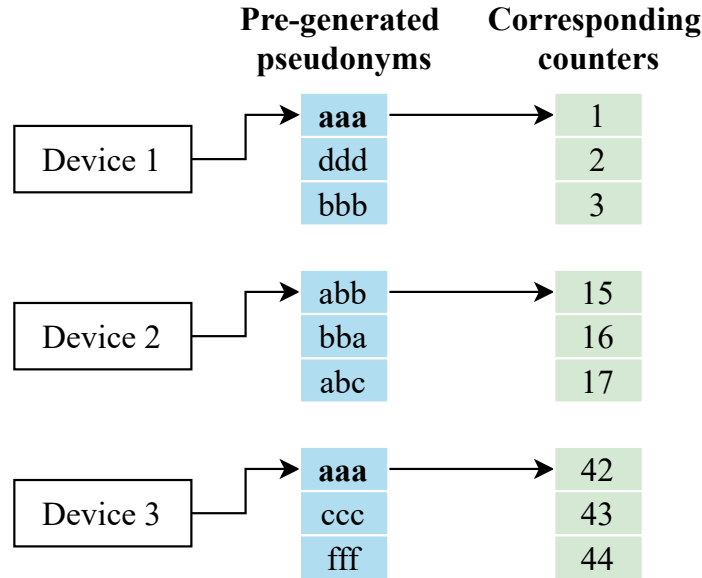 Pre-generated pseudonyms
Corresponding counters
Device 1
aaa 1
ddd 2
bbb 3
Device 2
abb 15
bba 16
abc 17
Device 3
aaa 42
ccc 43
fff 44